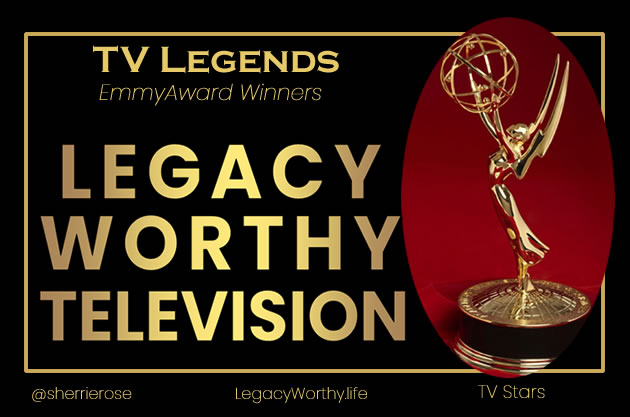 TV LEGENDS
EmmyAward Winners
LEGACY
WORTHY
TELEVISION
@sherrierose LegacyWorthy.life TV Stars